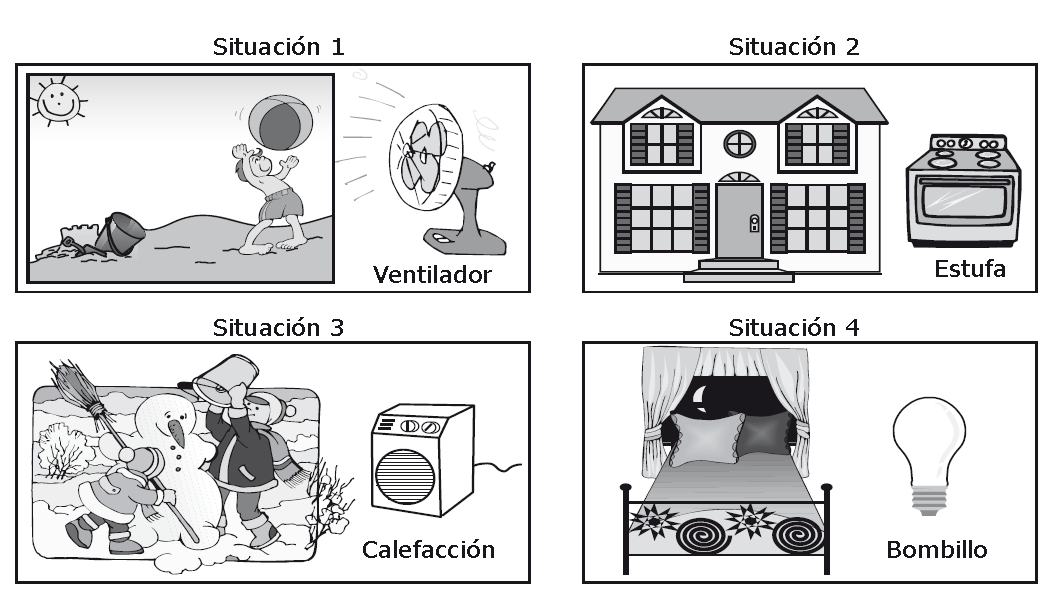 Situación 1
Ventilador
Situación 2
Estufa
Situación 3
Calefacción
Situación 4
Bombillo